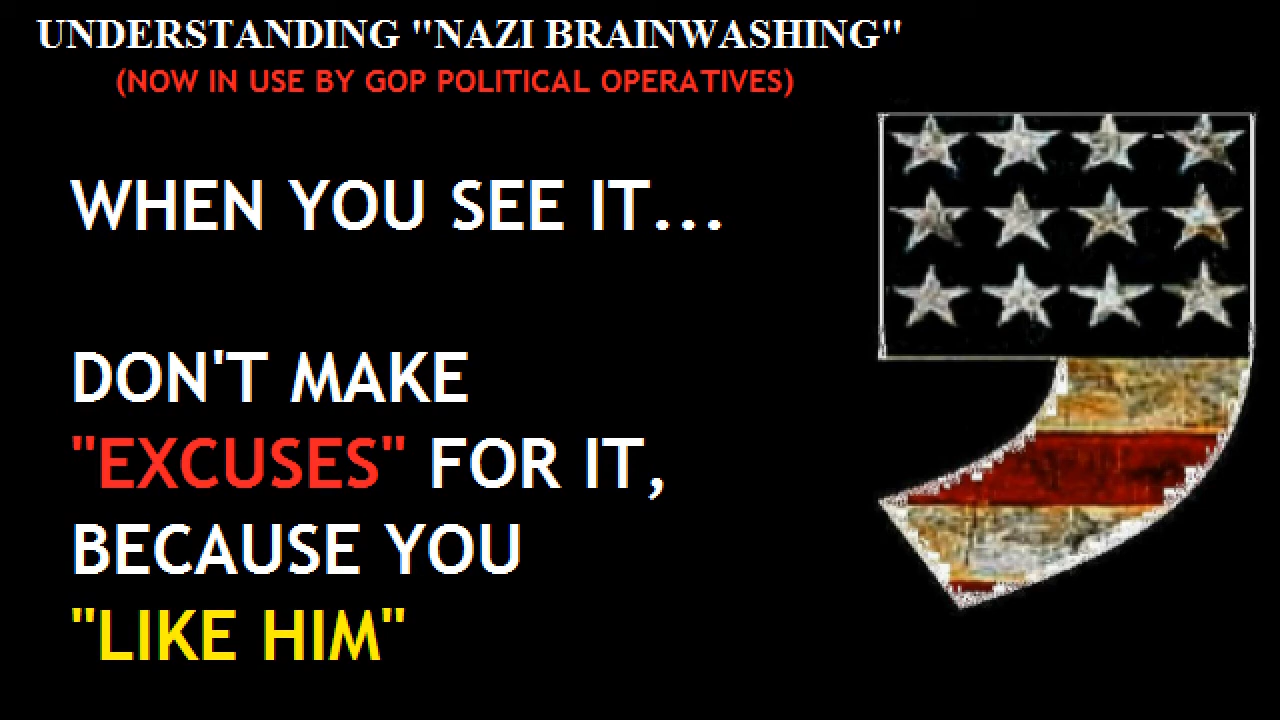 UNDERSTANDING "NAZI BRAINWASHING"
(NOW IN USE BY GOP POLITICAL OPERATIVES)
WHEN YOU SEE IT...
DON'T MAKE
"EXCUSES" FOR IT,
BECAUSE YOU
"LIKE HIM"